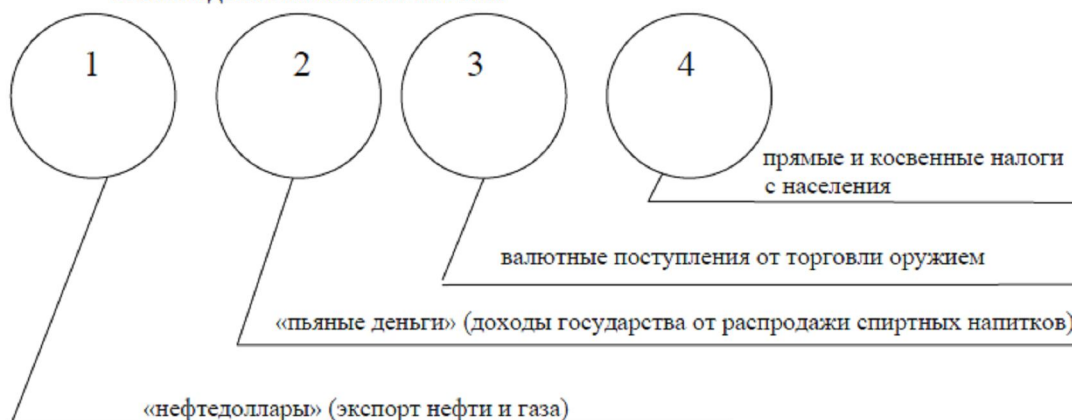 1 2 3 4
прямые и косвенные налоги
с населения
валютные поступления от торговли оружием
«пьяные деньги» (доходы государства от распродажи спиртных напитков)
«нефтедоллары» (экспорт нефти и газа)